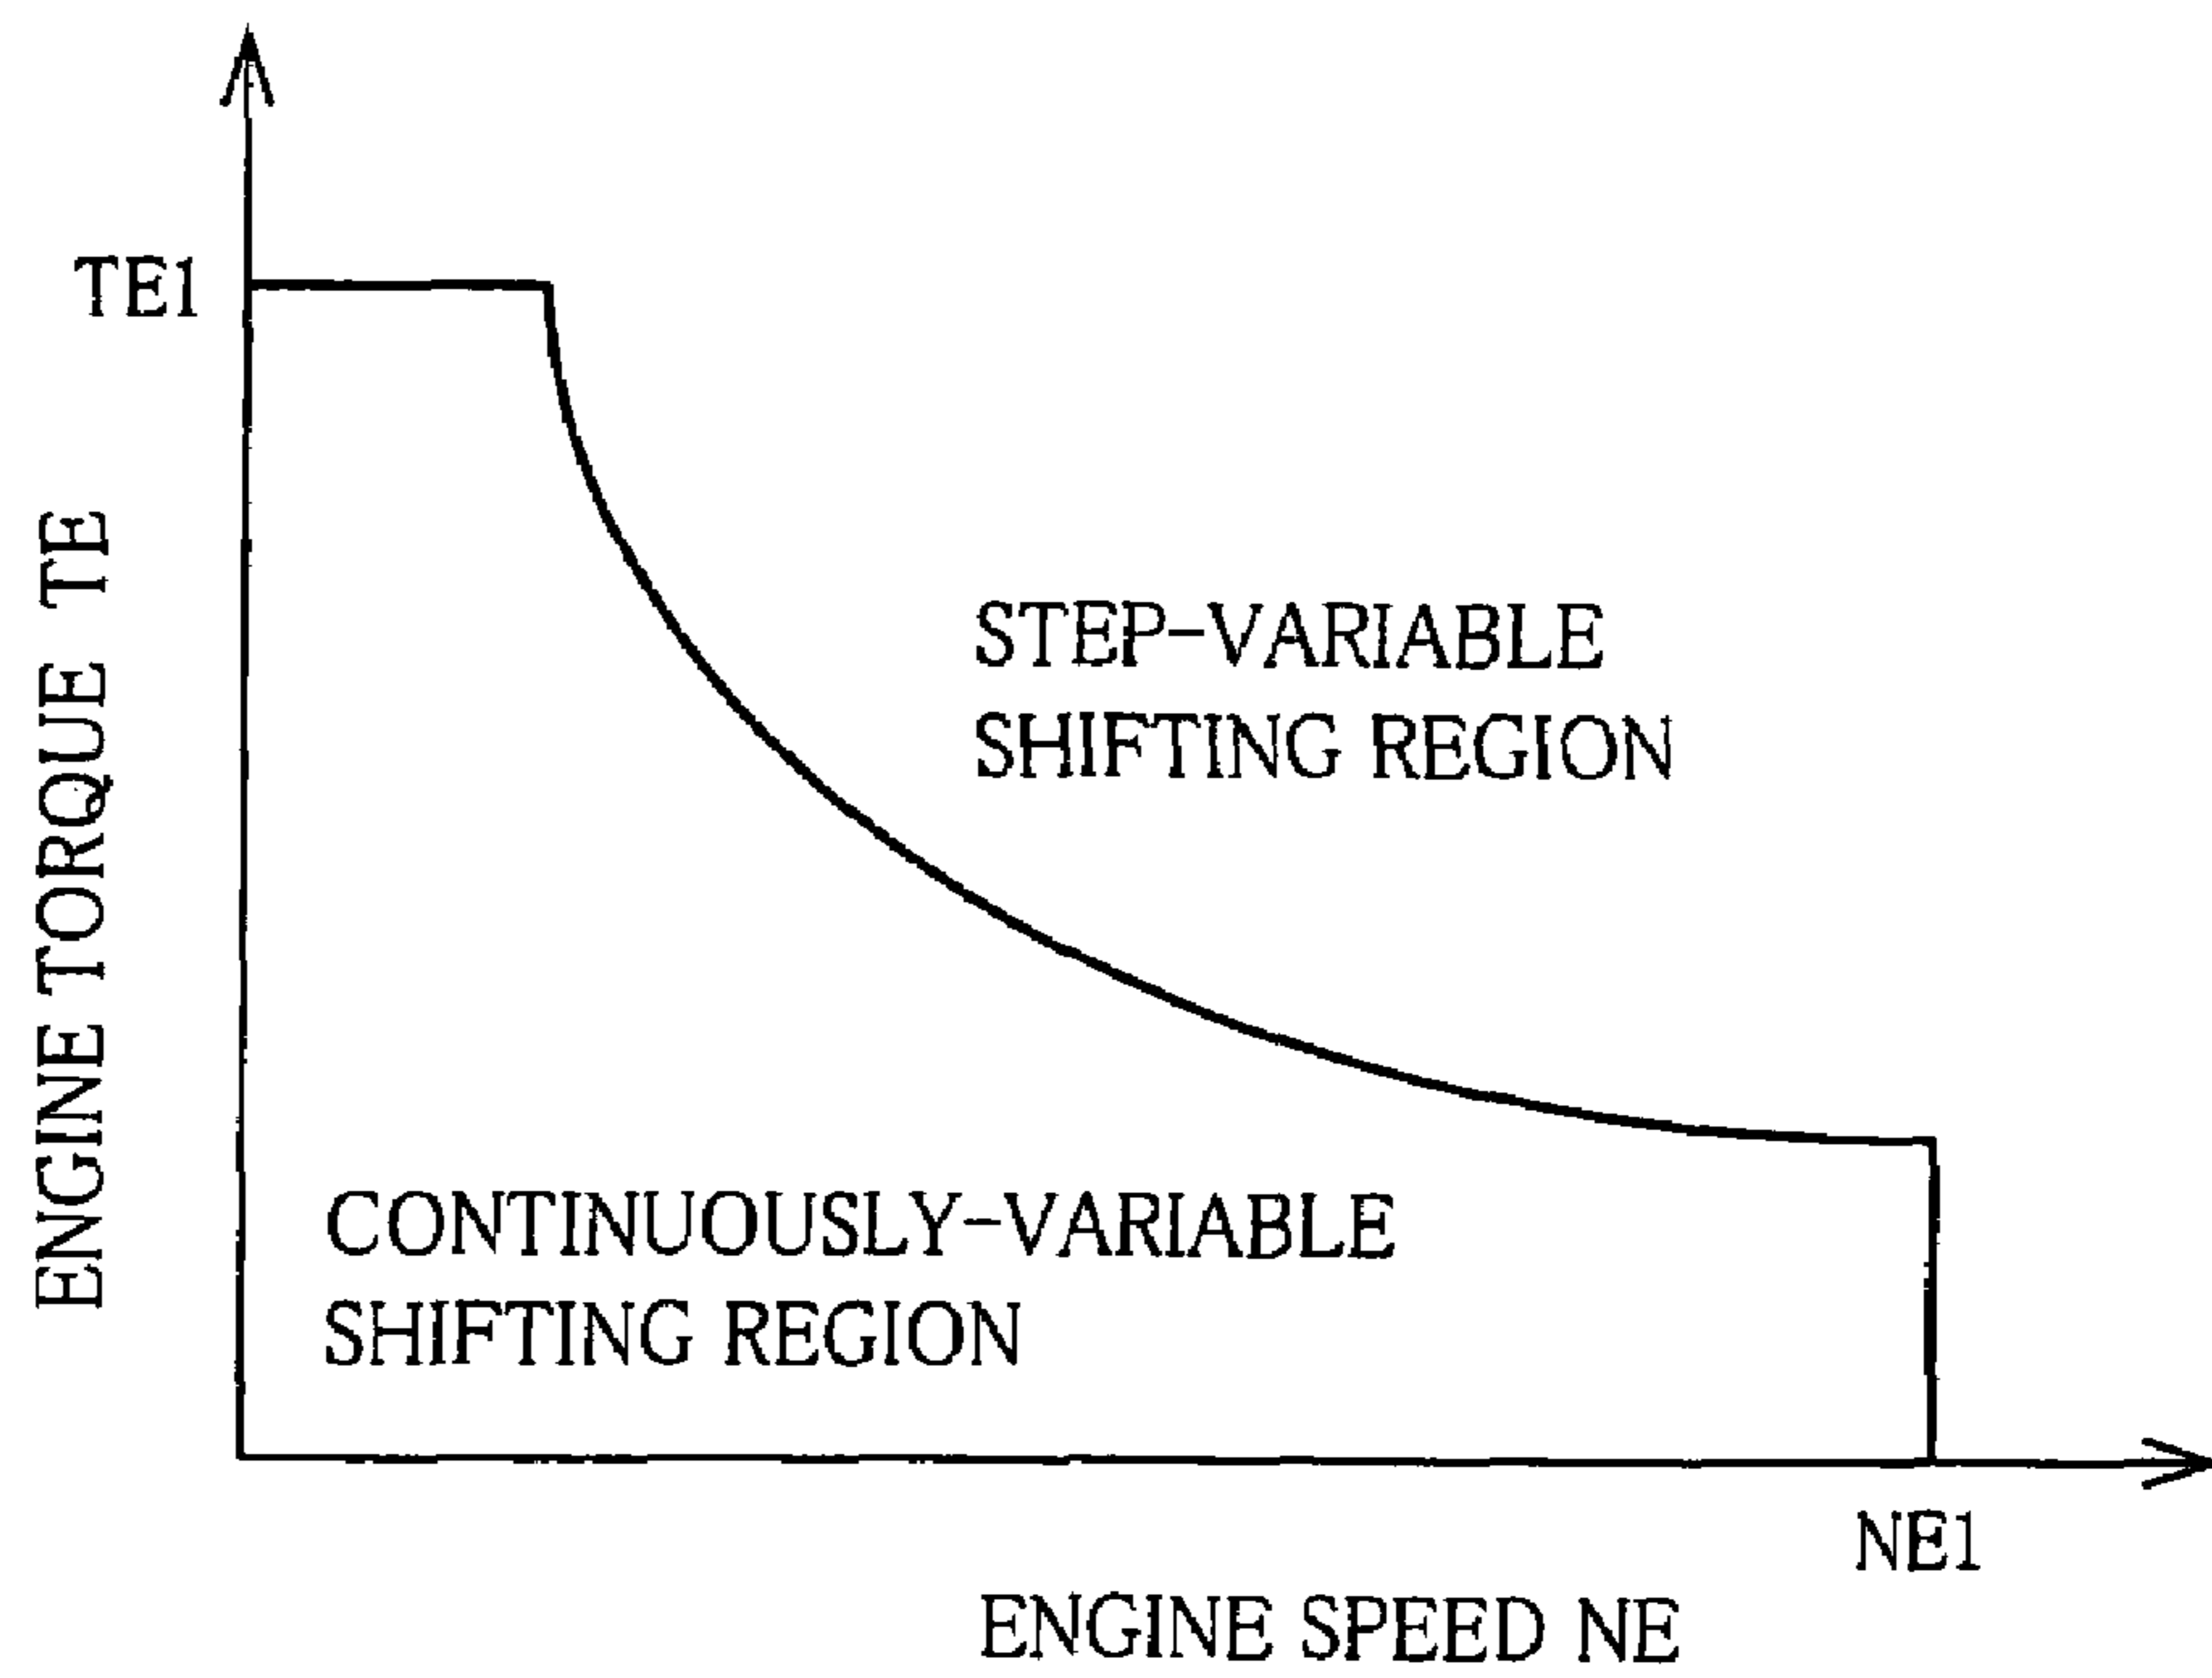 TE1
ENGINE TORQUE TE
STEP-VARIABLE
SHIFTING REGION
CONTINUOUSLY-VARIABLE
SHIFTING REGION
NE1
ENGINE SPEED NE